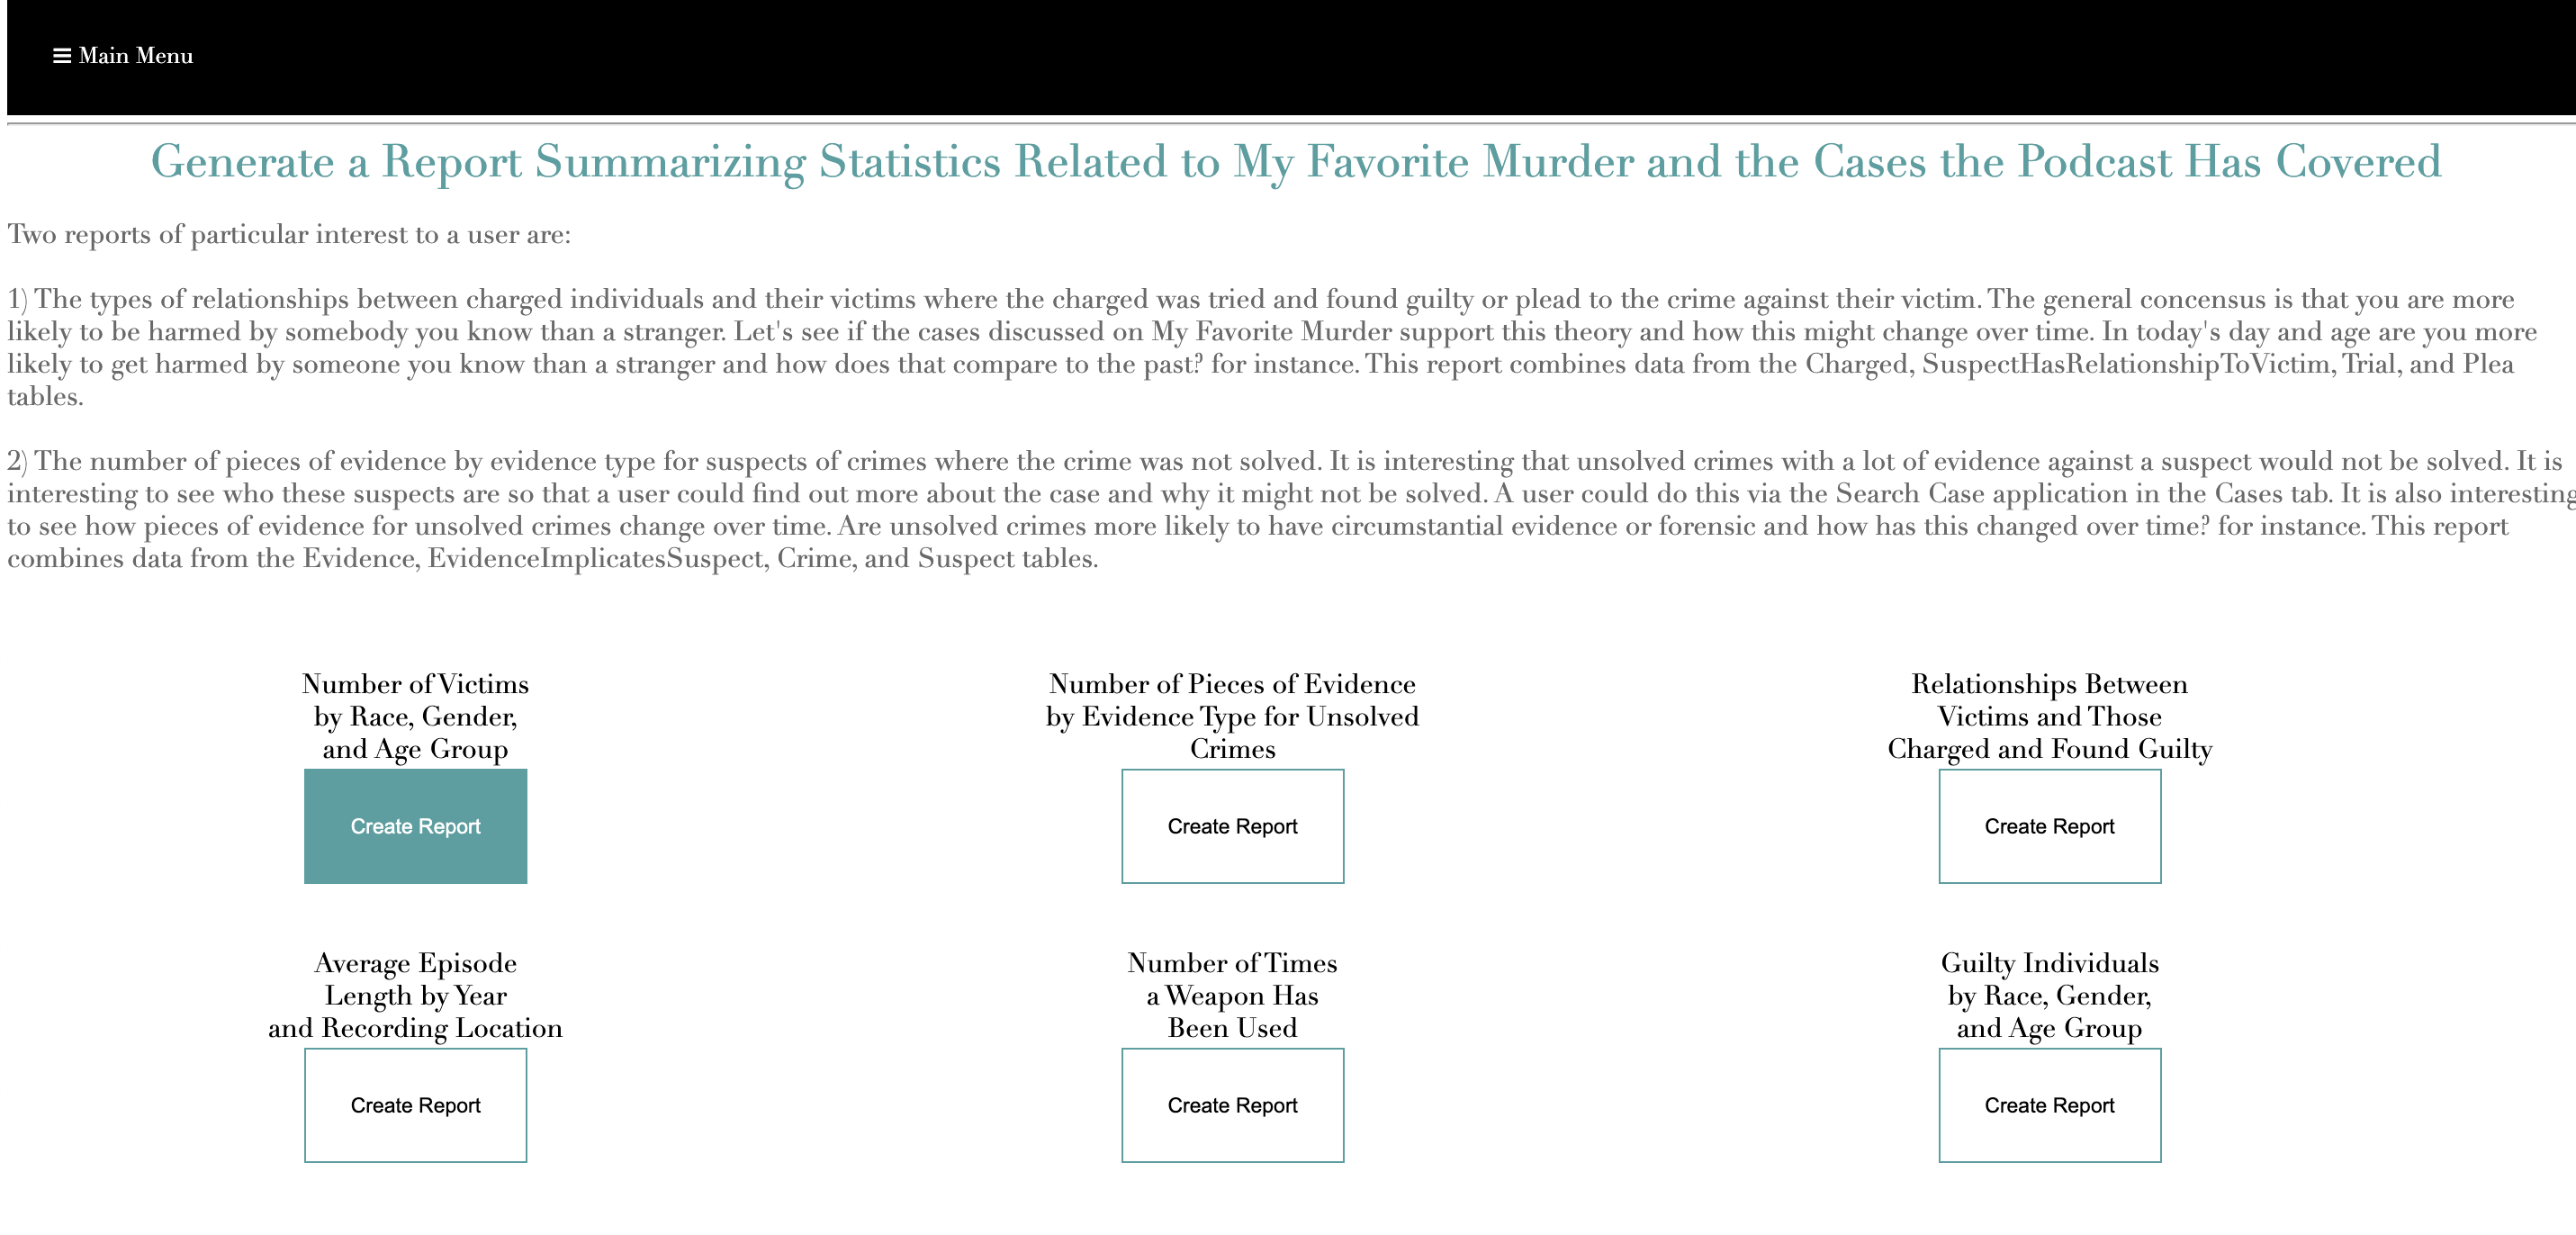 Main Menu
Generate a Report Summarizing Statistics Related to My Favorite Murder and the Cases the Podcast Has Covered
Two reports of particular interest to a user are:
1) The types of relationships between charged individuals and their victims where the charged was tried and found guilty or plead to the crime against their victim. The general concensus is that you are more
likely to be harmed by somebody you know than a stranger. Let's see if the cases discussed on My Favorite Murder support this theory and how this might change over time. In today's day and age are you more
likely to get harmed by someone you know than a stranger and how does that compare to the past? for instance. This report combines data from the Charged, SuspectHasRelationshipToVictim, Trial, and Plea
tables.
2) The number of pieces of evidence by evidence type for suspects of crimes where the crime was not solved. It is interesting that unsolved crimes with a lot of evidence against a suspect would not be solved. It is
interesting to see who these suspects are so that a user could find out more about the case and why it might not be solved. A user could do this via the Search Case application in the Cases tab. It is also interesting
to see how pieces of evidence for unsolved crimes change over time. Are unsolved crimes more likely to have circumstantial evidence or forensic and how has this changed over time? for instance. This report
combines data from the Evidence, EvidenceImplicatesSuspect, Crime, and Suspect tables.
Number of Victims
by Race, Gender,
and Age Group
Create Report
Number of Pieces of Evidence
by Evidence Type for Unsolved
Crimes
Create Report
Relationships Between
Victims and Those
Charged and Found Guilty
Create Report
Average Episode
Length by Year
and Recording Location
Create Report
Number of Times
a Weapon Has
Been Used
Create Report
Guilty Individuals
by Race, Gender,
and Age Group
Create Report